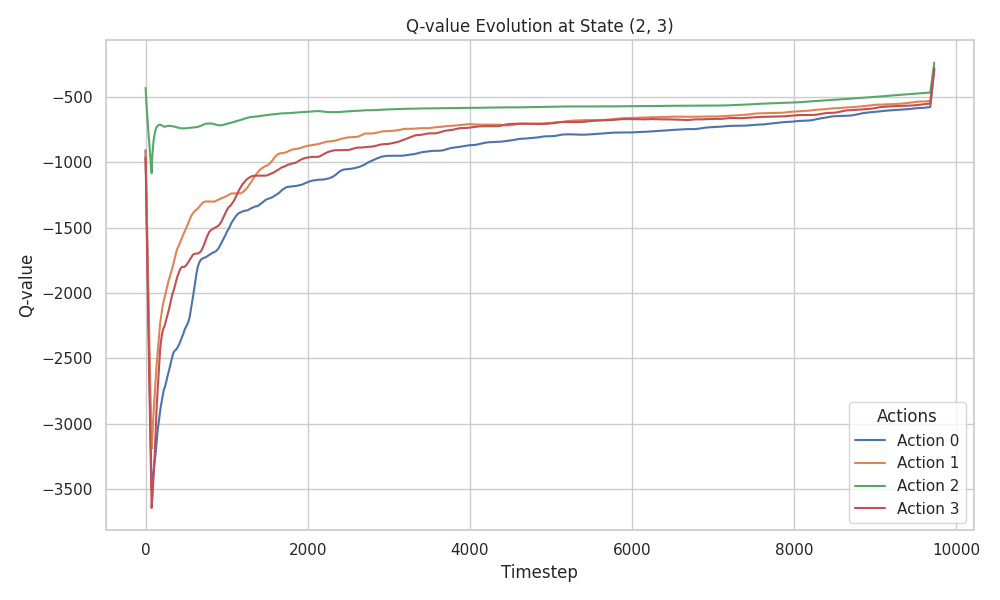 Q-value Evolution at State (2, 3)
Q-value
−500
−1000
−1500
−2000
−2500
−3000
−3500
0
2000
4000
6000
8000
10000
Timestep
Actions
Action 0
Action 1
Action 2
Action 3